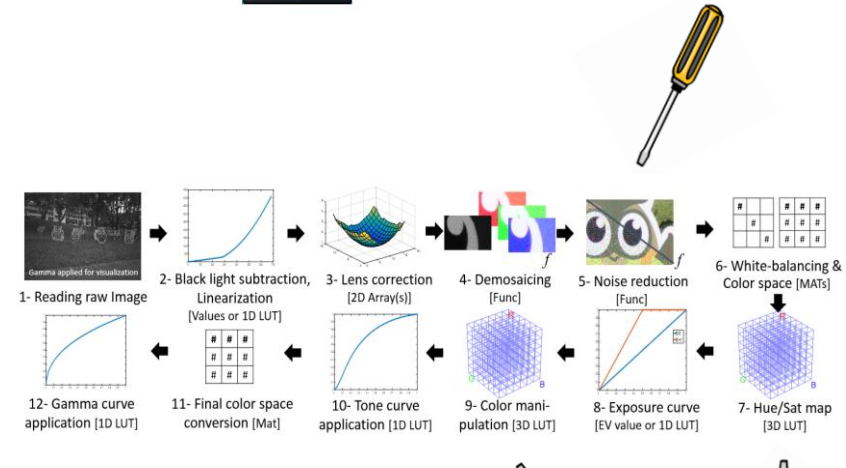 Gamma applied for visualization
1- Reading raw Image
2- Black light subtraction,
Linearization
[Values or 1D LUT]
3- Lens correction
[2D Array(s)]
f
4- Demosaicing
[Func]
f
5- Noise reduction
[Func]
# # # #
# # # #
# # # #
6- White-balancing &
Color space [MATs]
12- Gamma curve
application [1D LUT]
# # #
# # #
# # #
11- Final color space
conversion [Mat]
10- Tone curve
application [1D LUT]
R
G
B
9- Color mani-
pulation [3D LUT]
8- Exposure curve
[EV value or 1D LUT]
R
G
B
7- Hue/Sat map
[3D LUT]